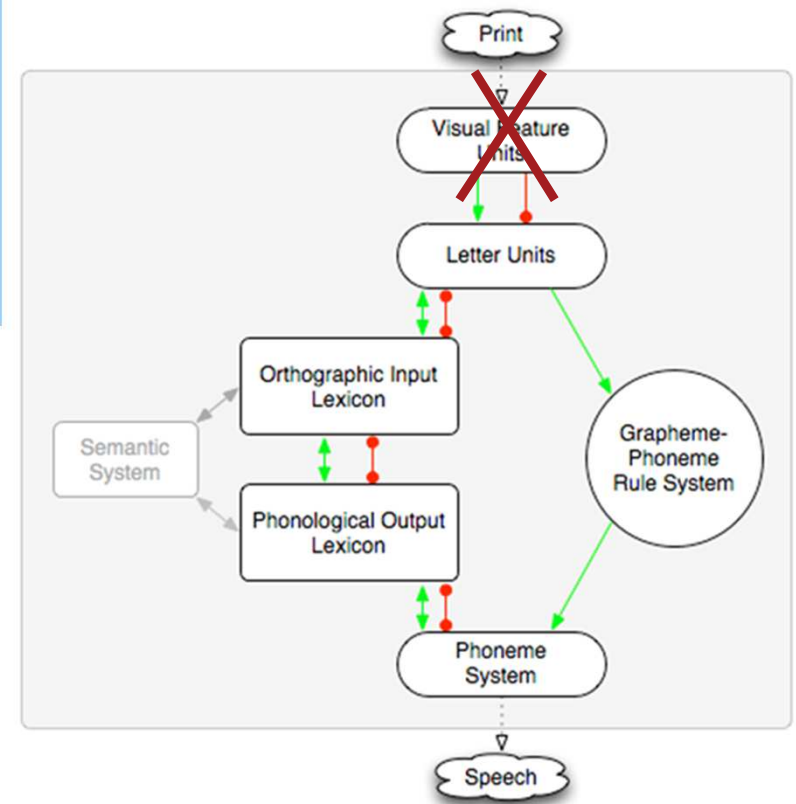 Print
Visual Feature
Units
Letter Units
Orthographic Input
Lexicon
Semantic
System
Grapheme-
Phoneme
Rule System
Phonological Output
Lexicon
Phoneme
System
Speech